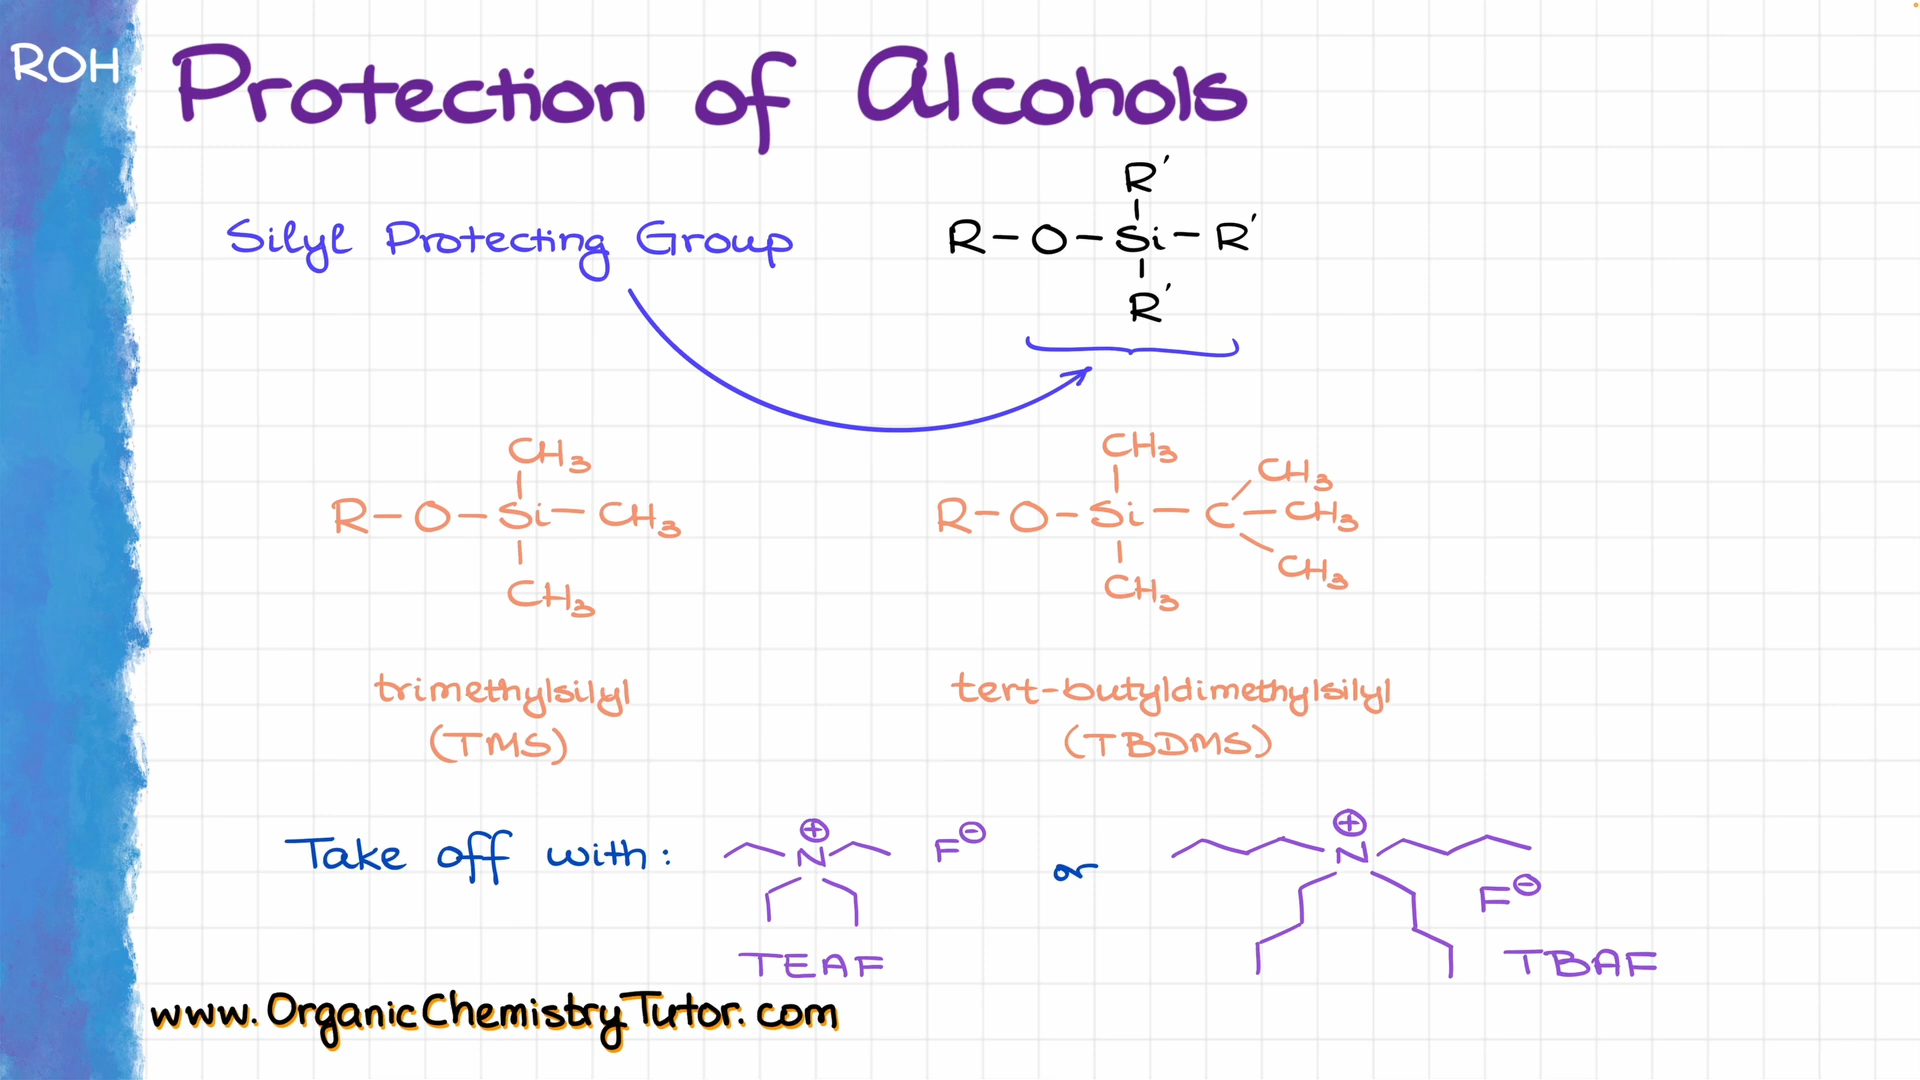 ROH
Protection of Alcohols
Silyl Protecting Group
R'
R-O-Si-R'
R'
CH₃
R-O-Si-CH₃
CH₃
trimethylsilyl
(TMS)
CH₃
CH₃
R-O-Si-C-CH₃
CH₃
CH₃
tert-butyldimethylsilyl
(TBDMS)
Take off with:
⊕
N
F⊖
TEAF
or
⊕
N
F⊖
TBAF
www.OrganicChemistryTutor.com